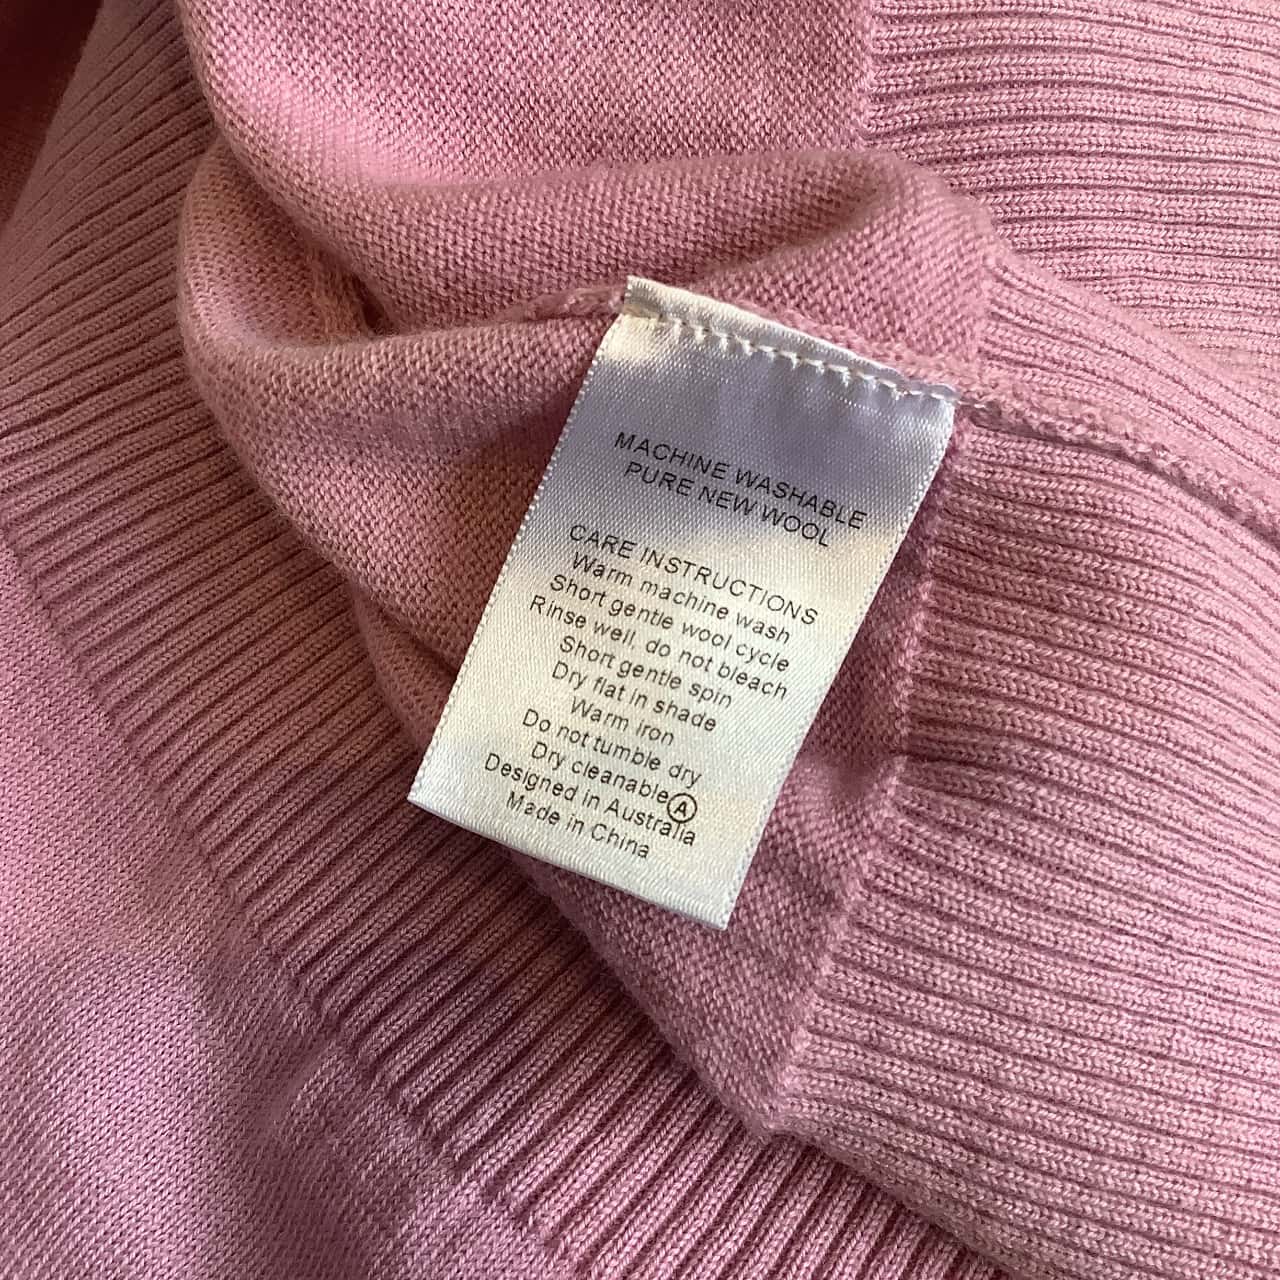 MACHINE WASHABLE
PURE NEW WOOL
CARE INSTRUCTIONS
Warm machine wash
Short gentle wool cycle
Rinse well, do not bleach
Short gentle spin
Dry flat in shade
Warm iron
Do not tumble dry
Dry cleanable Ⓐ
Designed in Australia
Made in China